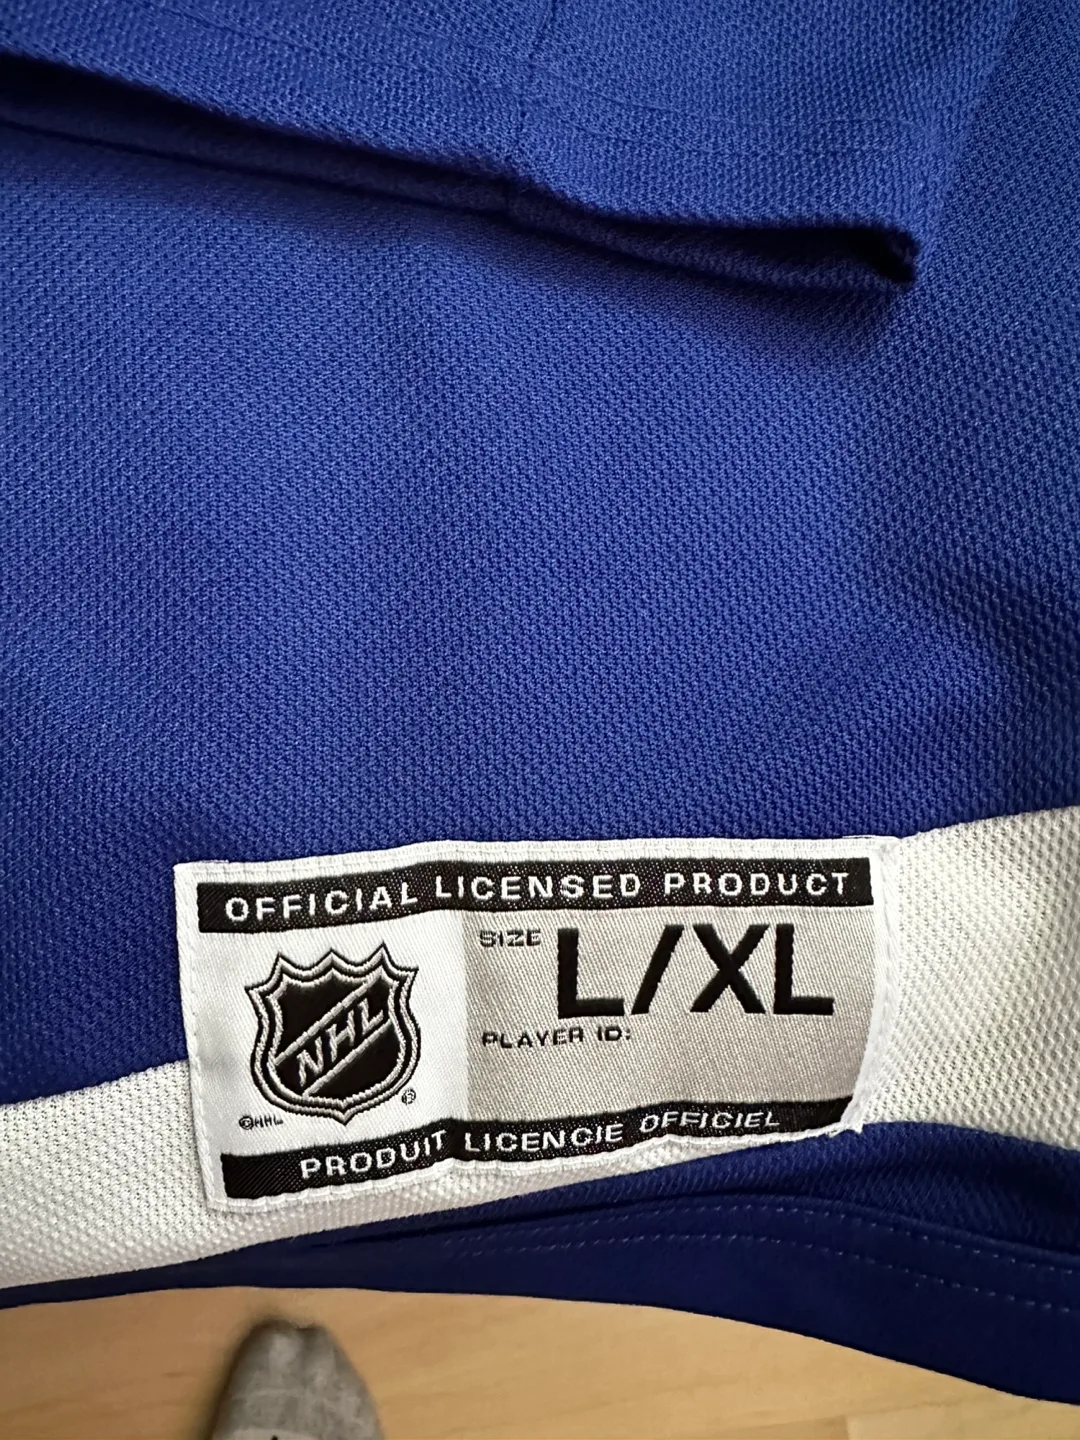 OFFICIAL LICENSED PRODUCT
SIZE L/XL
NHL
PLAYER ID:
®
©NHL
PRODUIT LICENCIE OFFICIEL